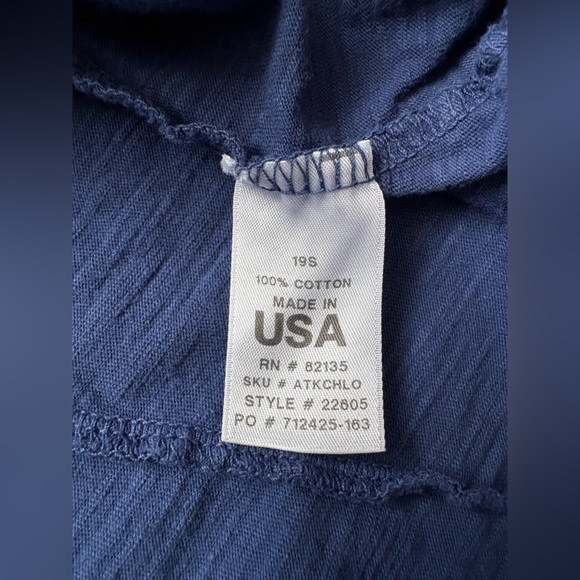 19S
100% COTTON
MADE IN
USA
RN # 82135
SKU # ATKCHLO
STYLE # 22605
PO # 712425-163